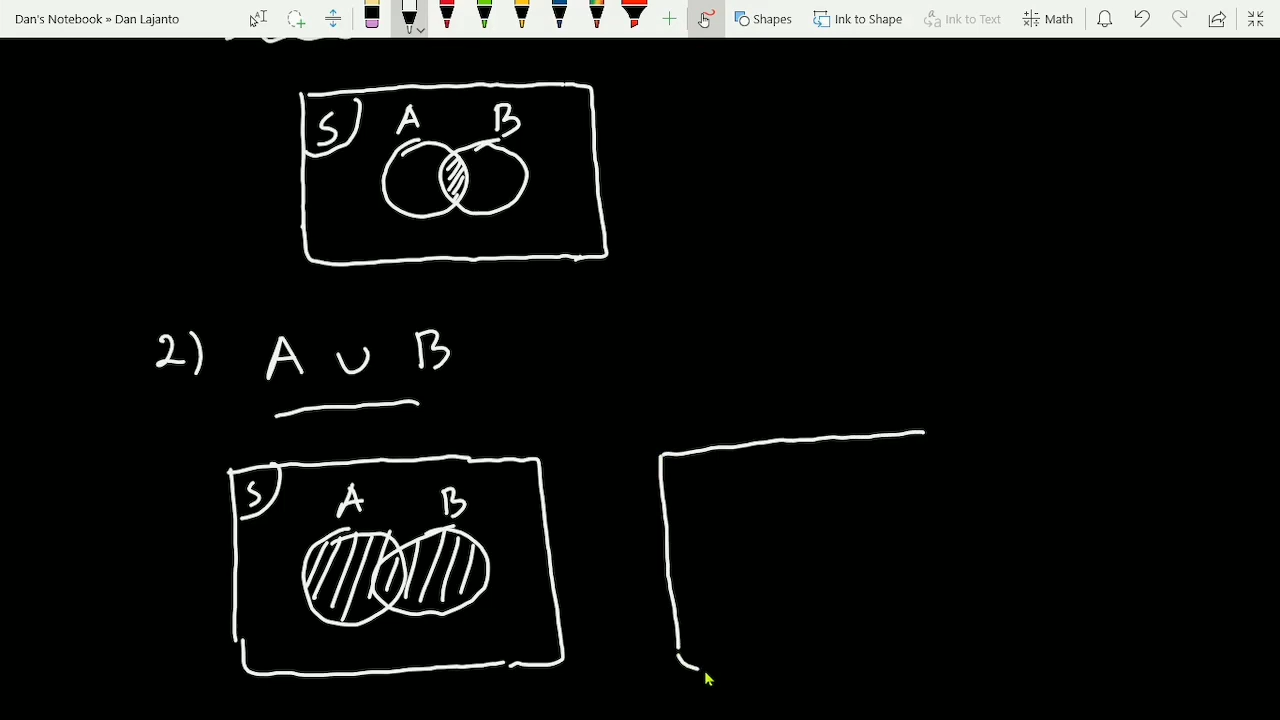 Dan's Notebook » Dan Lajanto Shapes Ink to Shape Ink to Text Math
S A B
2) A ∪ B
S A B